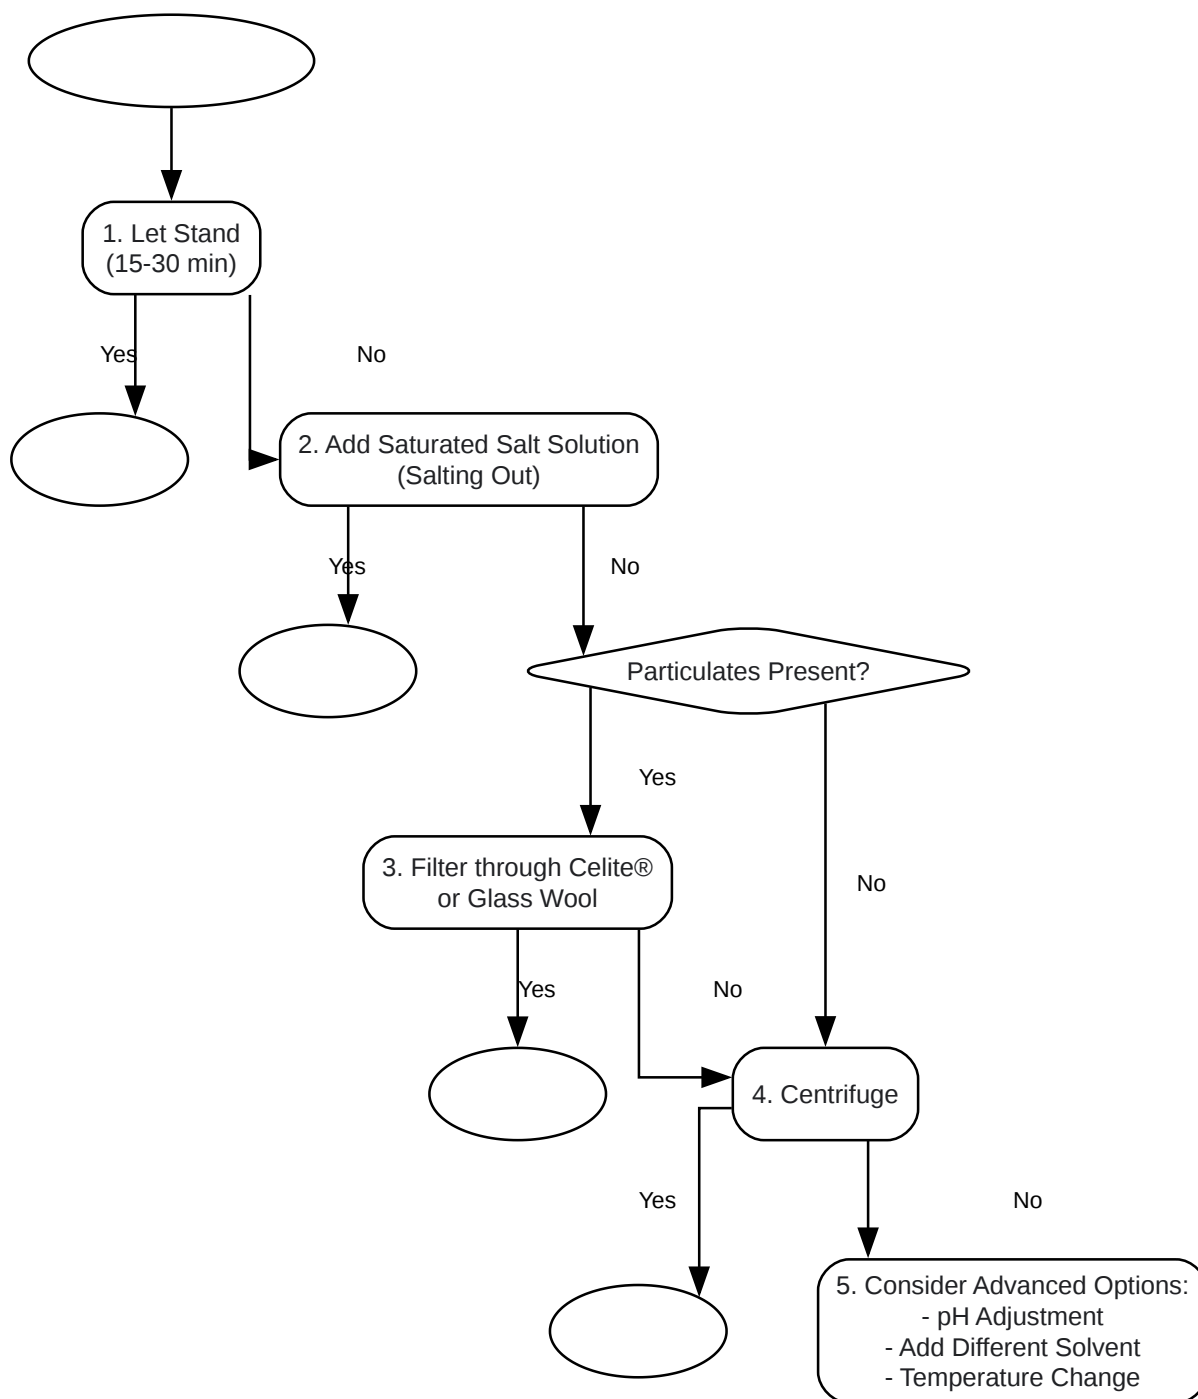 1. Let Stand
(15-30 min)
Yes
No
2. Add Saturated Salt Solution
(Salting Out)
Yes
No
Particulates Present?
Yes
No
3. Filter through Celite®
or Glass Wool
Yes
No
4. Centrifuge
Yes
No
5. Consider Advanced Options:
- pH Adjustment
- Add Different Solvent
- Temperature Change